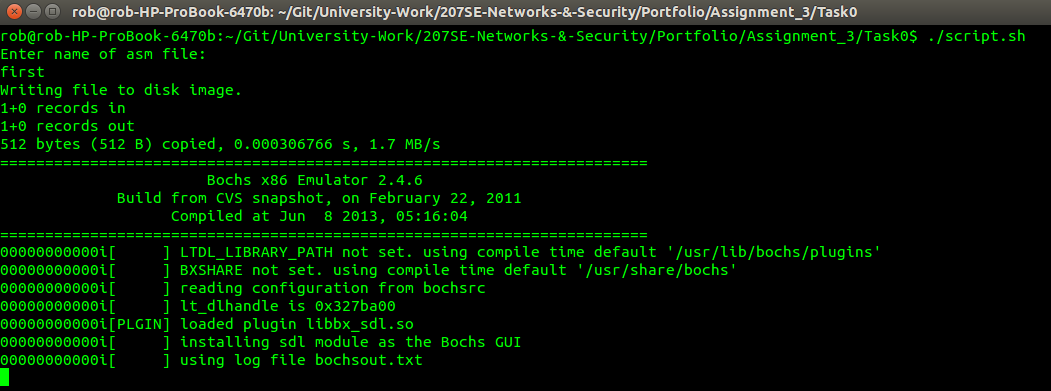 rob@rob-HP-ProBook-6470b: ~/Git/University-Work/207SE-Networks-&-Security/Portfolio/Assignment_3/Task0
rob@rob-HP-ProBook-6470b:~/Git/University-Work/207SE-Networks-&-Security/Portfolio/Assignment_3/Task0$ ./script.sh
Enter name of asm file:
first
Writing file to disk image.
1+0 records in
1+0 records out
512 bytes (512 B) copied, 0.000306766 s, 1.7 MB/s
========================================================================
                       Bochs x86 Emulator 2.4.6
             Build from CVS snapshot, on February 22, 2011
                   Compiled at Jun  8 2013, 05:16:04
========================================================================
00000000000i[     ] LTDL_LIBRARY_PATH not set. using compile time default '/usr/lib/bochs/plugins'
00000000000i[     ] BXSHARE not set. using compile time default '/usr/share/bochs'
00000000000i[     ] reading configuration from bochsrc
00000000000i[     ] lt_dlhandle is 0x327ba00
00000000000i[PLGIN] loaded plugin libbx_sdl.so
00000000000i[     ] installing sdl module as the Bochs GUI
00000000000i[     ] using log file bochsout.txt